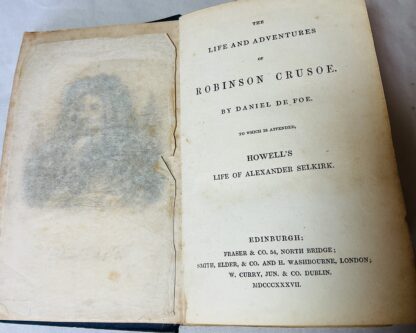 THE
LIFE AND ADVENTURES
OF
ROBINSON CRUSOE.
BY DANIEL DE FOE.
TO WHICH IS APPENDED,
HOWELL'S
LIFE OF ALEXANDER SELKIRK.
EDINBURGH;
FRASER & CO. 54, NORTH BRIDGE;
SMITH, ELDER, & CO. AND H. WASHBOURNE, LONDON;
W. CURRY, JUN. & CO. DUBLIN.
MDCCCXXXVII.